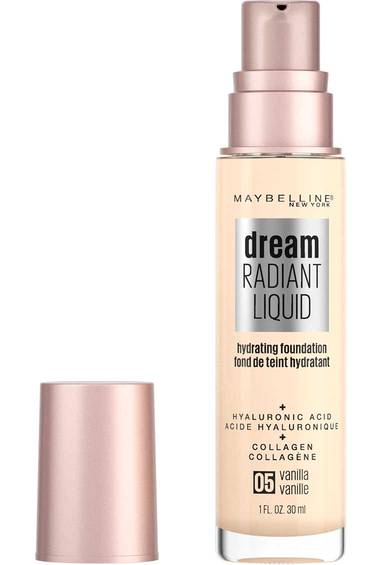 MAYBELLINE®
NEW YORK
dream
RADIANT
LIQUID
hydrating foundation
fond de teint hydratant
+
HYALURONIC ACID
ACIDE HYALURONIQUE
+
COLLAGEN
COLLAGÈNE
05 vanilla
vanille
1 FL. OZ. 30 ml